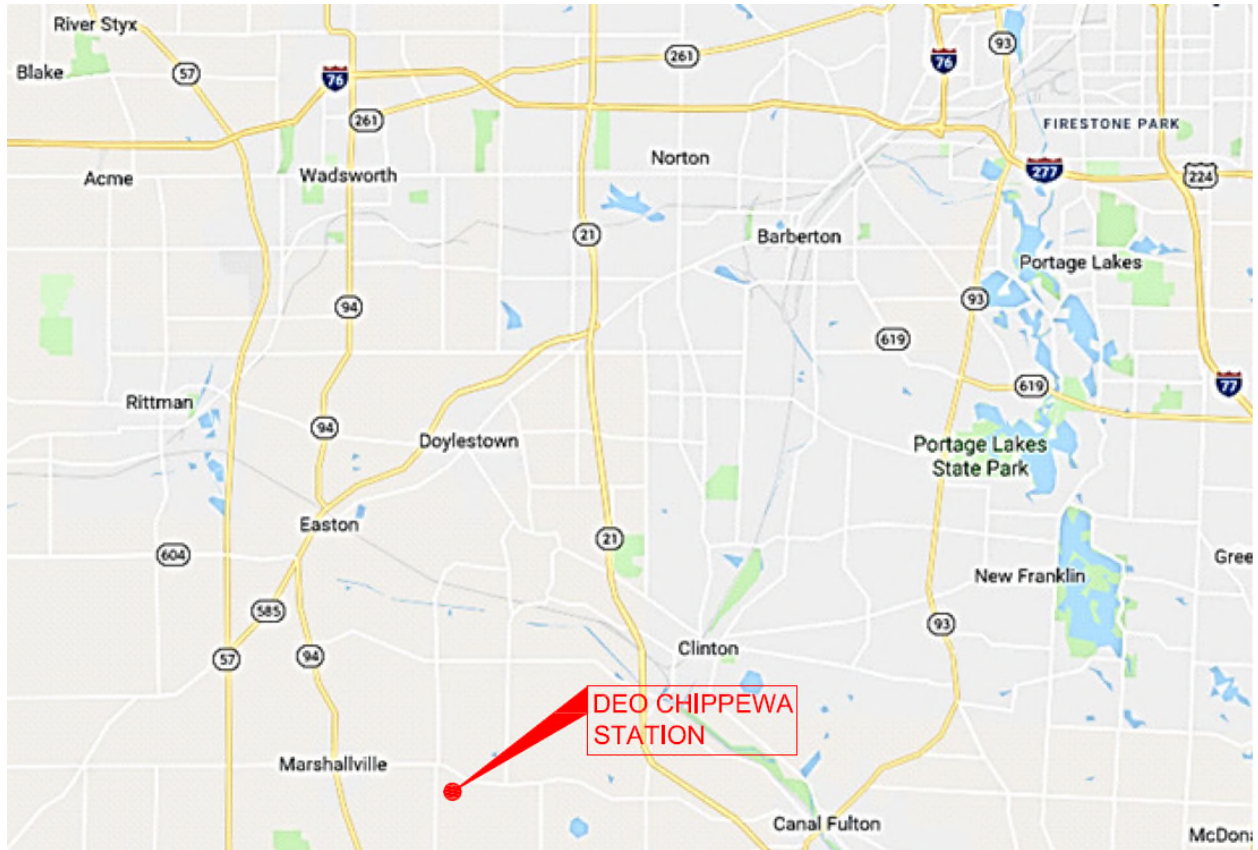 River Styx
93
261
76
Blake
57
76
261
FIRESTONE PARK
Norton
277
224
Acme
Wadsworth
21
Barberton
Portage Lakes
94
93
619
619
77
Rittman
94
Doylestown
Portage Lakes
State Park
Easton
21
604
Gree
New Franklin
585
93
Clinton
57
94
DEO CHIPPEWA
STATION
Marshallville
Canal Fulton
McDona